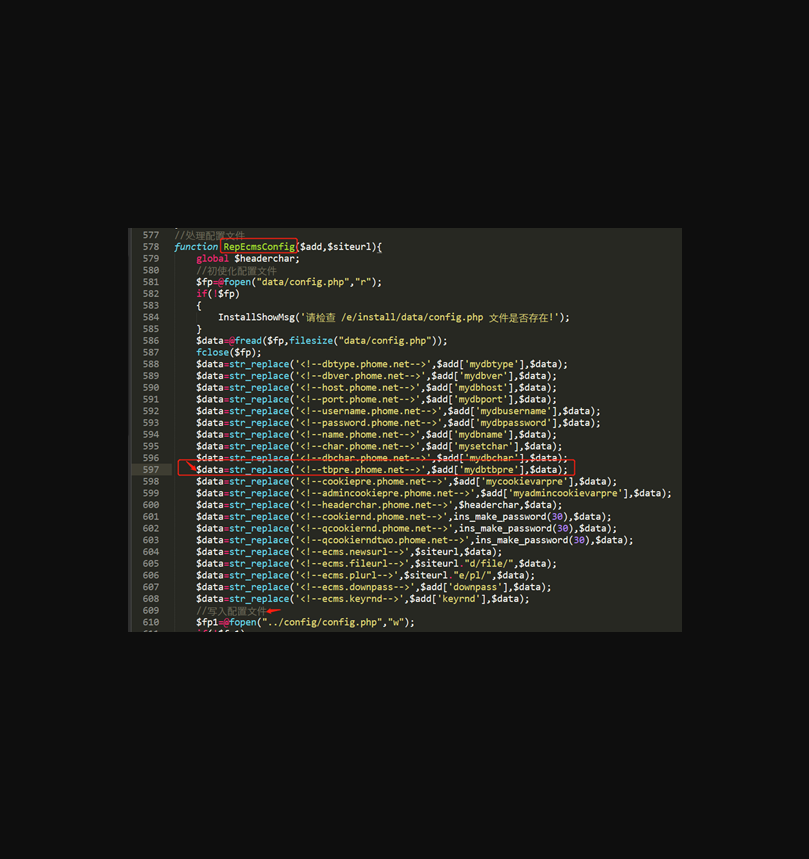 577 //处理配置文件
578 function RepEcmsConfig($add,$siteurl){
579 global $headerchar;
580 //初使化配置文件
581 $fp=@fopen("data/config.php","r");
582 if(!$fp)
583 {
584 InstallShowMsg('请检查 /e/install/data/config.php 文件是否存在!');
585 }
586 $data=@fread($fp,filesize("data/config.php"));
587 fclose($fp);
588 $data=str_replace('<!--dbtype.phome.net-->',$add['mydbtype'],$data);
589 $data=str_replace('<!--dbver.phome.net-->',$add['mydbver'],$data);
590 $data=str_replace('<!--host.phome.net-->',$add['mydbhost'],$data);
591 $data=str_replace('<!--port.phome.net-->',$add['mydbport'],$data);
592 $data=str_replace('<!--username.phome.net-->',$add['mydbusername'],$data);
593 $data=str_replace('<!--password.phome.net-->',$add['mydbpassword'],$data);
594 $data=str_replace('<!--name.phome.net-->',$add['mydbname'],$data);
595 $data=str_replace('<!--char.phome.net-->',$add['mysetchar'],$data);
596 $data=str_replace('<!--dbchar.phome.net-->',$add['mydbchar'],$data);
597 $data=str_replace('<!--tbpre.phome.net-->',$add['mydbtbpre'],$data);
598 $data=str_replace('<!--cookiepre.phome.net-->',$add['mycookievarpre'],$data);
599 $data=str_replace('<!--admincookiepre.phome.net-->',$add['myadmincookievarpre'],$data);
600 $data=str_replace('<!--headerchar.phome.net-->',$headerchar,$data);
601 $data=str_replace('<!--cookiernd.phome.net-->',ins_make_password(30),$data);
602 $data=str_replace('<!--qcookiernd.phome.net-->',ins_make_password(30),$data);
603 $data=str_replace('<!--qcookierndtwo.phome.net-->',ins_make_password(30),$data);
604 $data=str_replace('<!--ecms.newsurl-->',$siteurl,$data);
605 $data=str_replace('<!--ecms.fileurl-->',$siteurl."d/file/",$data);
606 $data=str_replace('<!--ecms.plurl-->',$siteurl."e/pl/",$data);
607 $data=str_replace('<!--ecms.downpass-->',$add['downpass'],$data);
608 $data=str_replace('<!--ecms.keyrnd-->',$add['keyrnd'],$data);
609 //写入配置文件
610 $fp1=@fopen("../config/config.php","w");